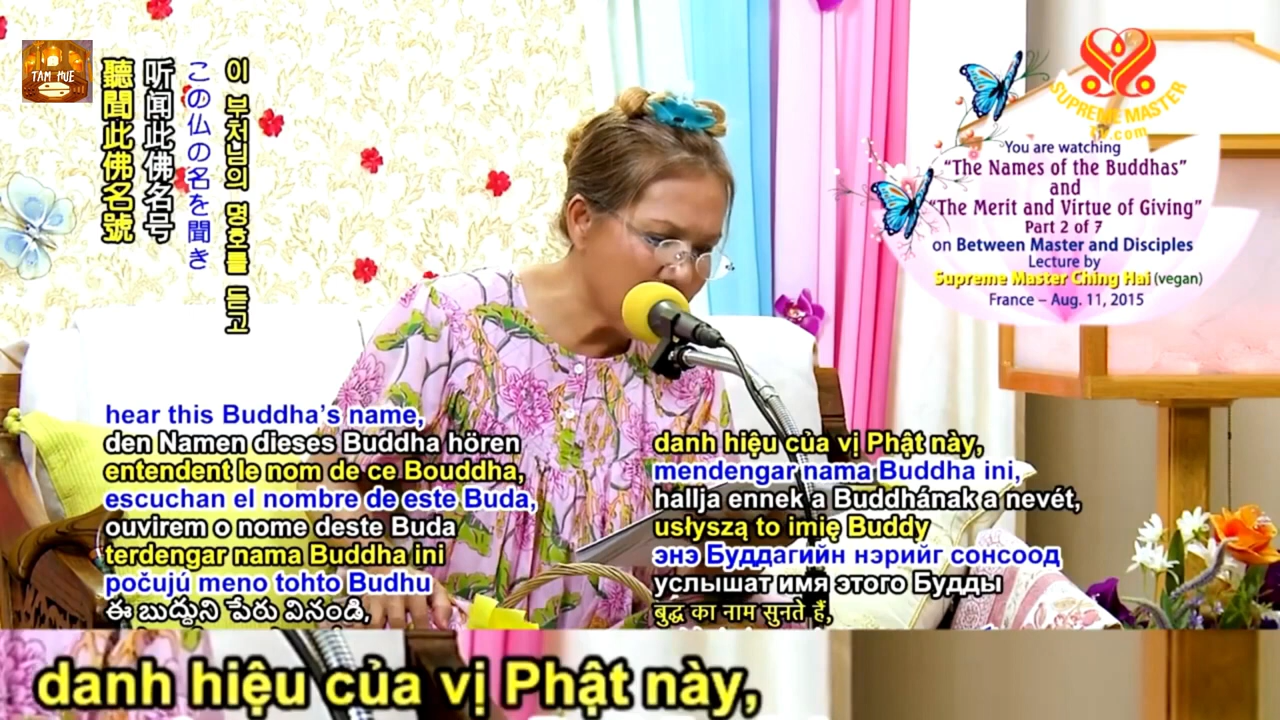 TAM HUE
聽聞此佛名號
听闻此佛名号
この仏の名を聞き
이 부처님의 명호를 듣고
SUPREME MASTER
TV.com
You are watching
“The Names of the Buddhas”
and
“The Merit and Virtue of Giving”
Part 2 of 7
on Between Master and Disciples
Lecture by
Supreme Master Ching Hai (vegan)
France – Aug. 11, 2015
hear this Buddha’s name,
den Namen dieses Buddha hören
entendent le nom de ce Bouddha,
escuchan el nombre de este Buda,
ouvirem o nome deste Buda
terdengar nama Buddha ini
počujú meno tohto Budhu
ఈ బుద్ధుని పేరు వినండి,
danh hiệu của vị Phật này,
mendengar nama Buddha ini,
hallja ennek a Buddhának a nevét,
usłyszą to imię Buddy
энэ Буддагийн нэрийг сонсоод
услышат имя этого Будды
बुद्ध का नाम सुनते हैं,
danh hiệu của vị Phật này,